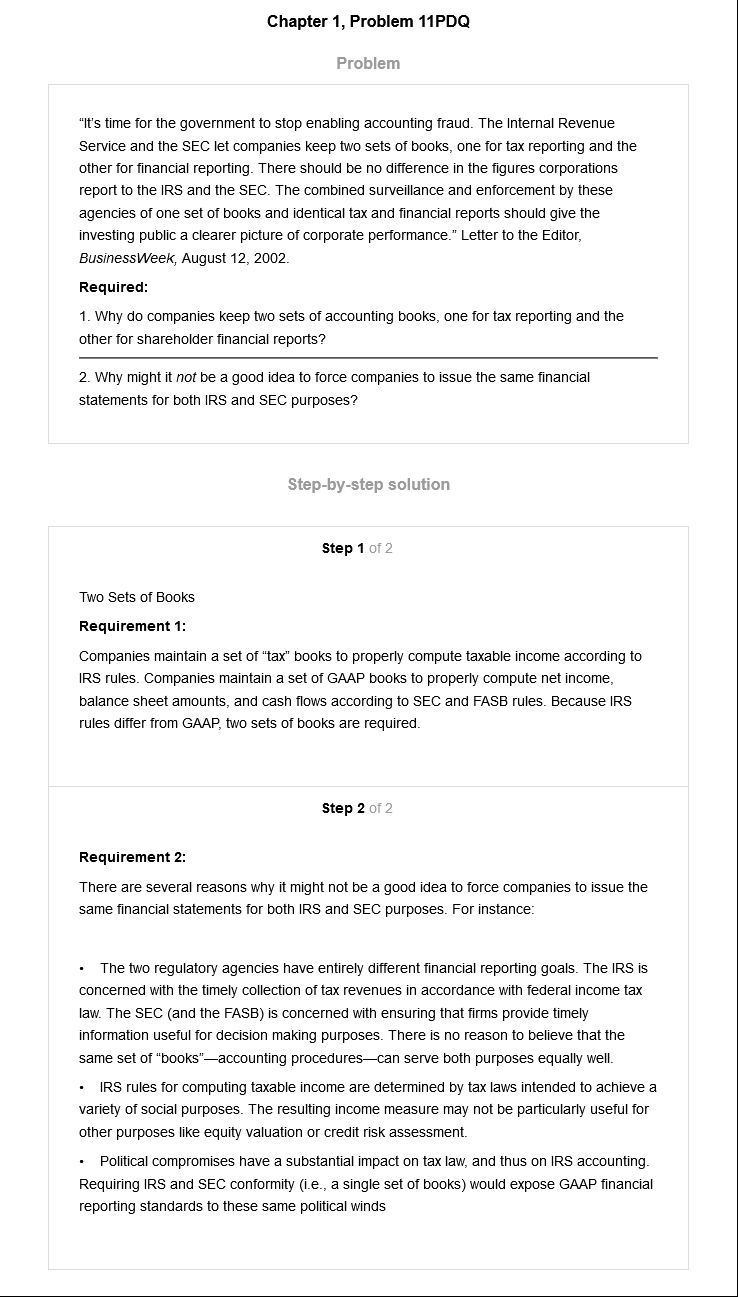 Chapter 1, Problem 11PDQ
Problem
“It’s time for the government to stop enabling accounting fraud. The Internal Revenue
Service and the SEC let companies keep two sets of books, one for tax reporting and the
other for financial reporting. There should be no difference in the figures corporations
report to the IRS and the SEC. The combined surveillance and enforcement by these
agencies of one set of books and identical tax and financial reports should give the
investing public a clearer picture of corporate performance.” Letter to the Editor,
BusinessWeek, August 12, 2002.
Required:
1. Why do companies keep two sets of accounting books, one for tax reporting and the
other for shareholder financial reports?
2. Why might it not be a good idea to force companies to issue the same financial
statements for both IRS and SEC purposes?
Step-by-step solution
Step 1 of 2
Two Sets of Books
Requirement 1:
Companies maintain a set of “tax” books to properly compute taxable income according to
IRS rules. Companies maintain a set of GAAP books to properly compute net income,
balance sheet amounts, and cash flows according to SEC and FASB rules. Because IRS
rules differ from GAAP, two sets of books are required.
Step 2 of 2
Requirement 2:
There are several reasons why it might not be a good idea to force companies to issue the
same financial statements for both IRS and SEC purposes. For instance:
• The two regulatory agencies have entirely different financial reporting goals. The IRS is
concerned with the timely collection of tax revenues in accordance with federal income tax
law. The SEC (and the FASB) is concerned with ensuring that firms provide timely
information useful for decision making purposes. There is no reason to believe that the
same set of “books”—accounting procedures—can serve both purposes equally well.
• IRS rules for computing taxable income are determined by tax laws intended to achieve a
variety of social purposes. The resulting income measure may not be particularly useful for
other purposes like equity valuation or credit risk assessment.
• Political compromises have a substantial impact on tax law, and thus on IRS accounting.
Requiring IRS and SEC conformity (i.e., a single set of books) would expose GAAP financial
reporting standards to these same political winds